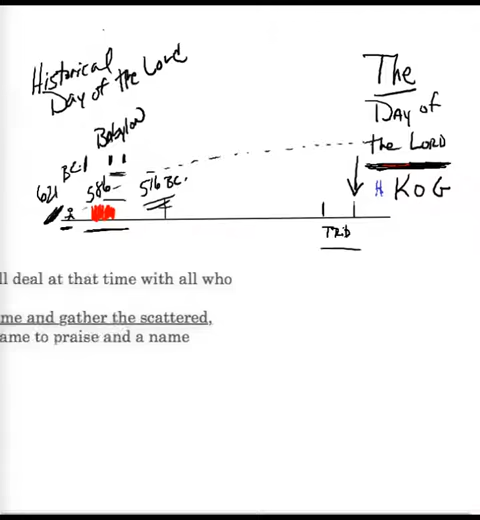 Historical
Day of the Lord
Babylon
621 BC
586
516 BC.
The
DAY of
the LORD
H KOG
TRIB
ll deal at that time with all who
me and gather the scattered,
ame to praise and a name